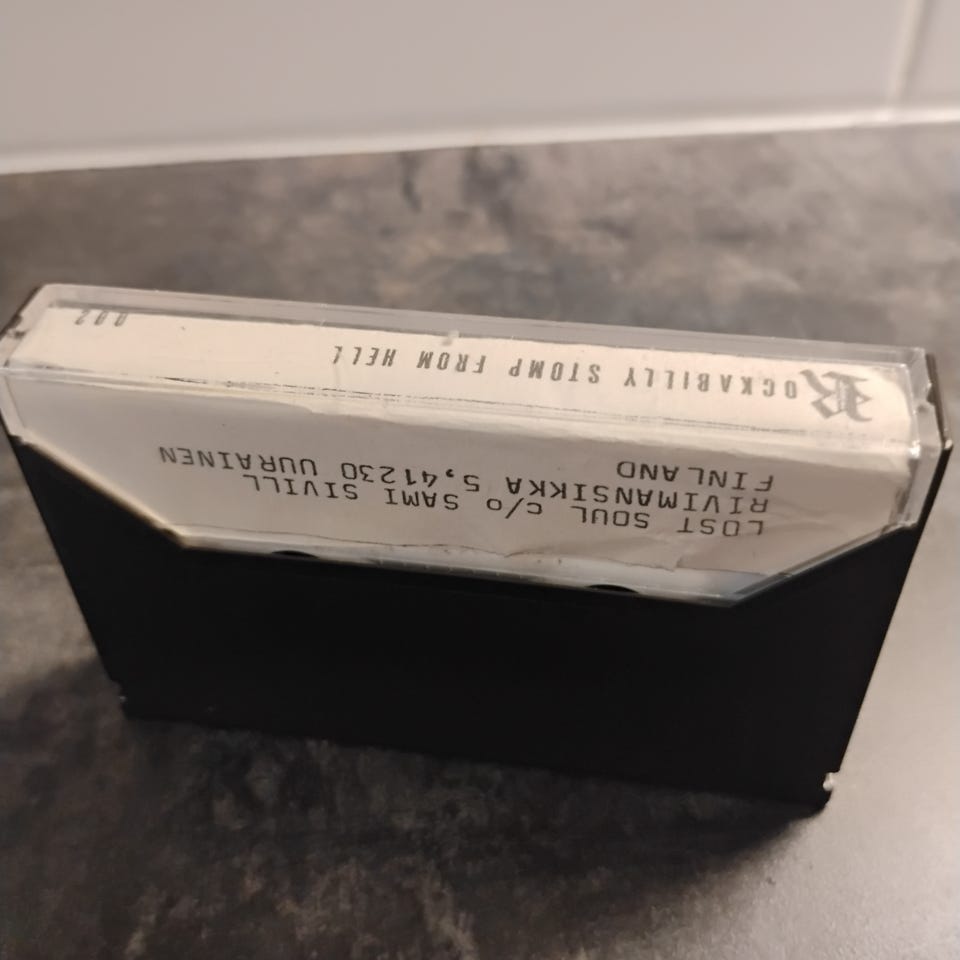 ROCKABILLY STOMP FROM HELL 002
LOST SOUL c/o SAMI SIVILL
RIVIMANSIKKA 5,41230 UURAINEN
FINLAND